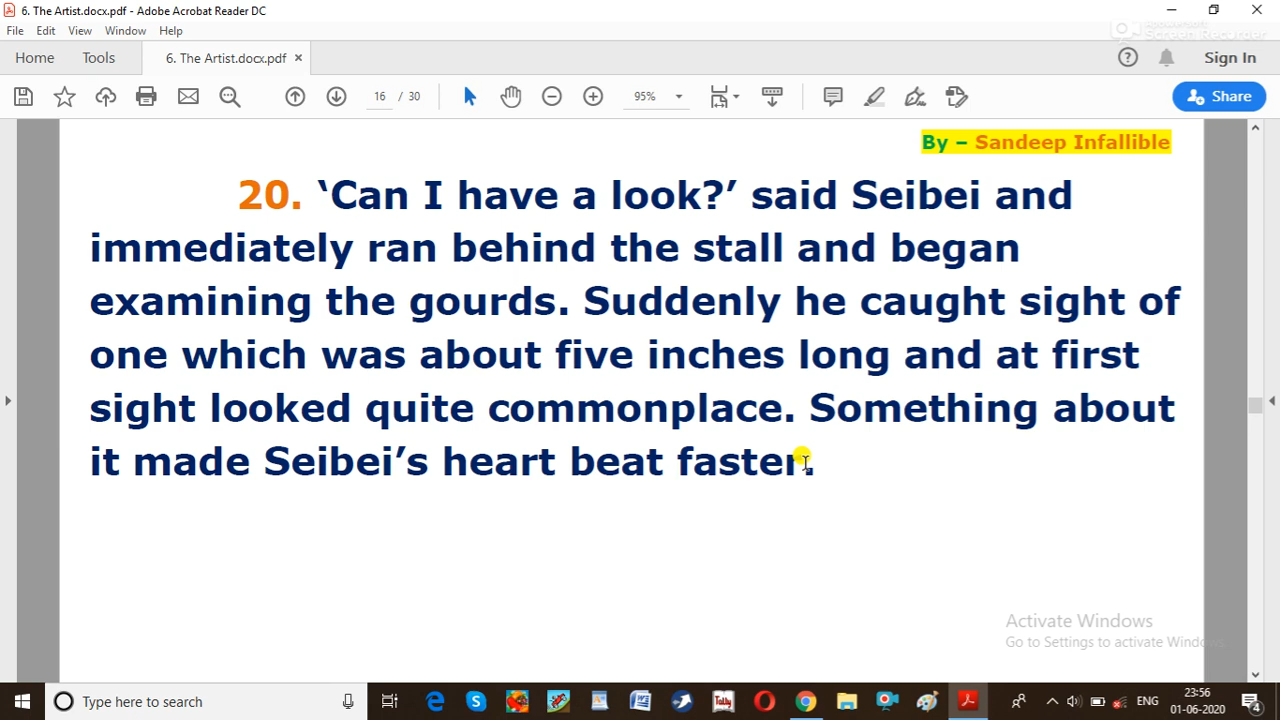 6. The Artist.docx.pdf - Adobe Acrobat Reader DC
File Edit View Window Help
Home Tools 6. The Artist.docx.pdf × Sign In
16 / 30 95% Share
By – Sandeep Infallible
20. ‘Can I have a look?’ said Seibei and
immediately ran behind the stall and began
examining the gourds. Suddenly he caught sight of
one which was about five inches long and at first
sight looked quite commonplace. Something about
it made Seibei’s heart beat faster.
Activate Windows
Go to Settings to activate Windows.
Type here to search
ENG
23:56
01-06-2020
4